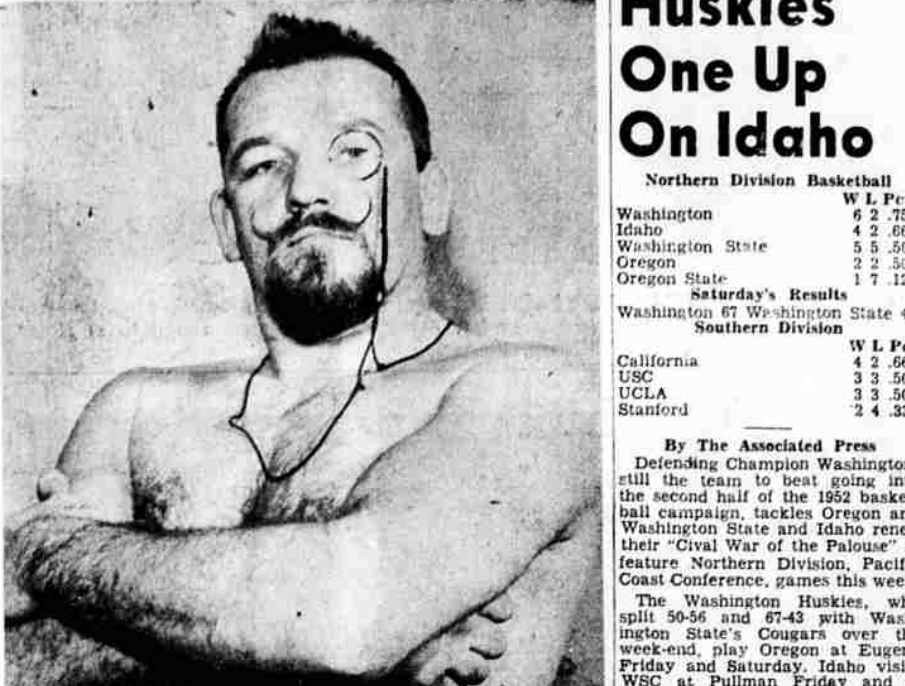 Huskies
One Up
On Idaho
Northern Division Basketball
W L
Washington 6 2
Idaho 4 2
Washington State 5 5
Oregon 2 2
Oregon State 1 7
Saturday's Results
Washington 67 Washington State
Southern Division
W L
California 4 2
USC 3 3
UCLA 3 3
Stanford 2 4
By The Associated Press
Defending Champion
still the team to beat going
the second half of the 1952
ball campaign, tackles Oregon
Washington State and Idaho
their "Cival War of the Palouse"
feature Northern Division,
Coast Conference, games this
The Washington Huskies,
split 50-56 and 67-43 with
ington State's Cougars over
week-end, play Oregon at
Friday and Saturday. Idaho
WSC at Pullman Friday and